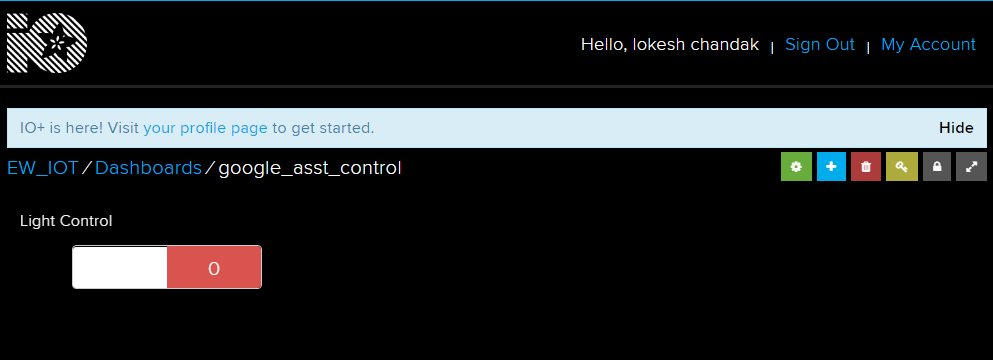 iO
Hello, lokesh chandak | Sign Out | My Account
IO+ is here! Visit your profile page to get started. Hide
EW_IOT / Dashboards / google_asst_control
Light Control
0